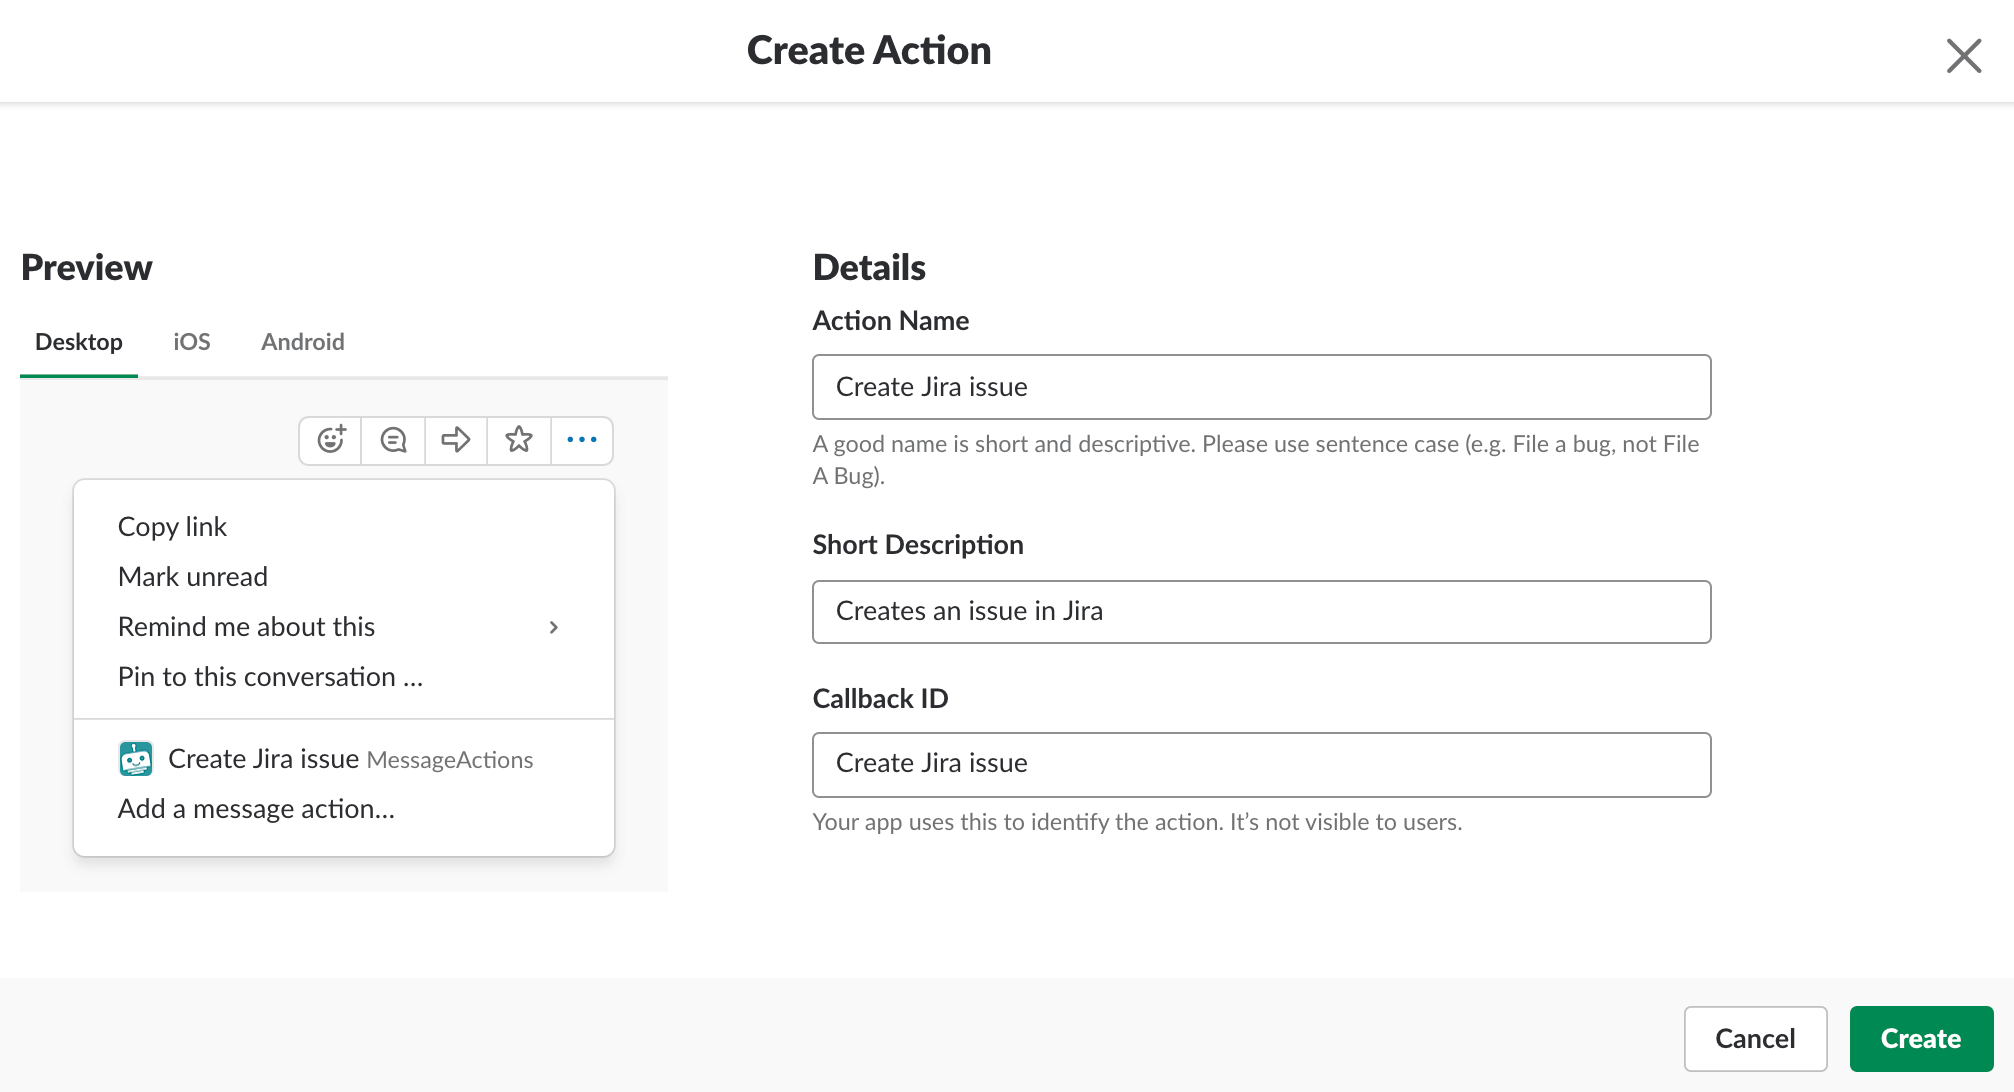 Create Action
Preview
Desktop iOS Android
Copy link
Mark unread
Remind me about this
Pin to this conversation ...
Create Jira issue MessageActions
Add a message action...
Details
Action Name
Create Jira issue
A good name is short and descriptive. Please use sentence case (e.g. File a bug, not File
A Bug).
Short Description
Creates an issue in Jira
Callback ID
Create Jira issue
Your app uses this to identify the action. It’s not visible to users.
Cancel Create